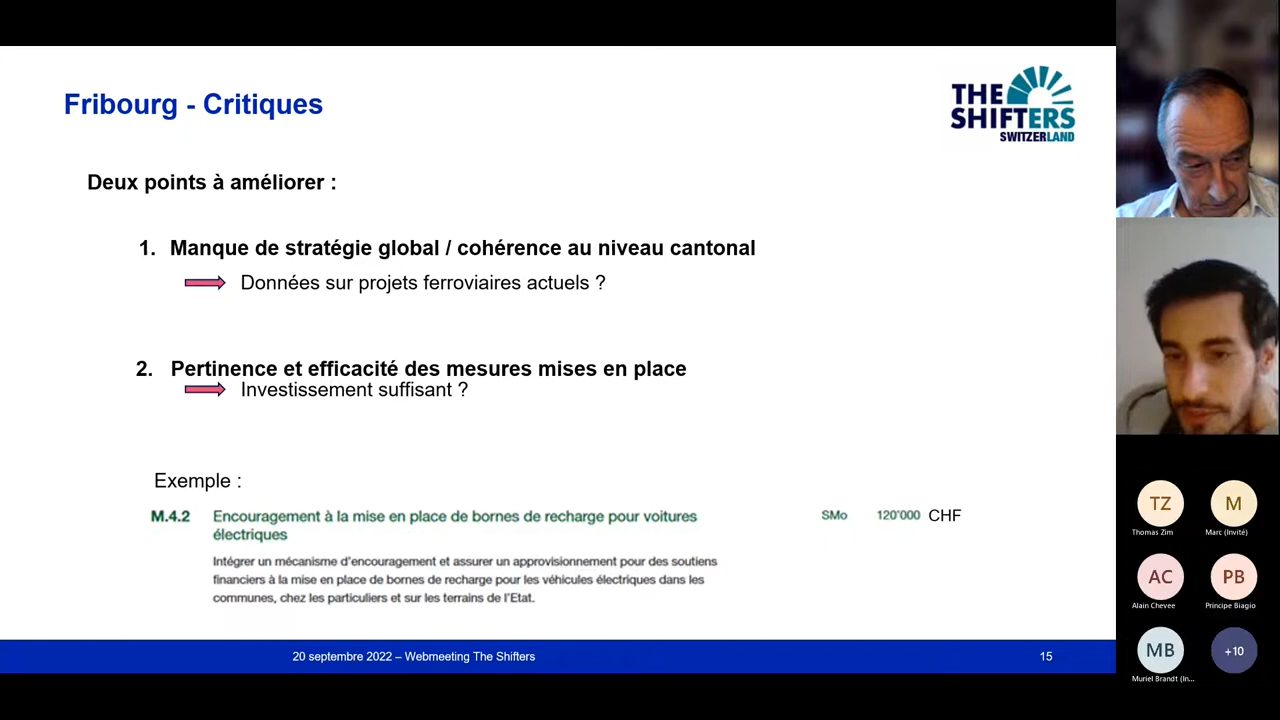 Fribourg - Critiques
THE
SHIFTERS
SWITZERLAND
Deux points à améliorer :
1. Manque de stratégie global / cohérence au niveau cantonal
Données sur projets ferroviaires actuels ?
2. Pertinence et efficacité des mesures mises en place
Investissement suffisant ?
Exemple :
M.4.2 Encouragement à la mise en place de bornes de recharge pour voitures SMo 120'000 CHF
électriques
Intégrer un mécanisme d'encouragement et assurer un approvisionnement pour des soutiens
financiers à la mise en place de bornes de recharge pour les véhicules électriques dans les
communes, chez les particuliers et sur les terrains de l'Etat.
20 septembre 2022 – Webmeeting The Shifters 15
TZ M
Thomas Zim Marc (Invité)
AC PB
Alain Chevee Principe Biagio
MB +10
Muriel Brandt (In...